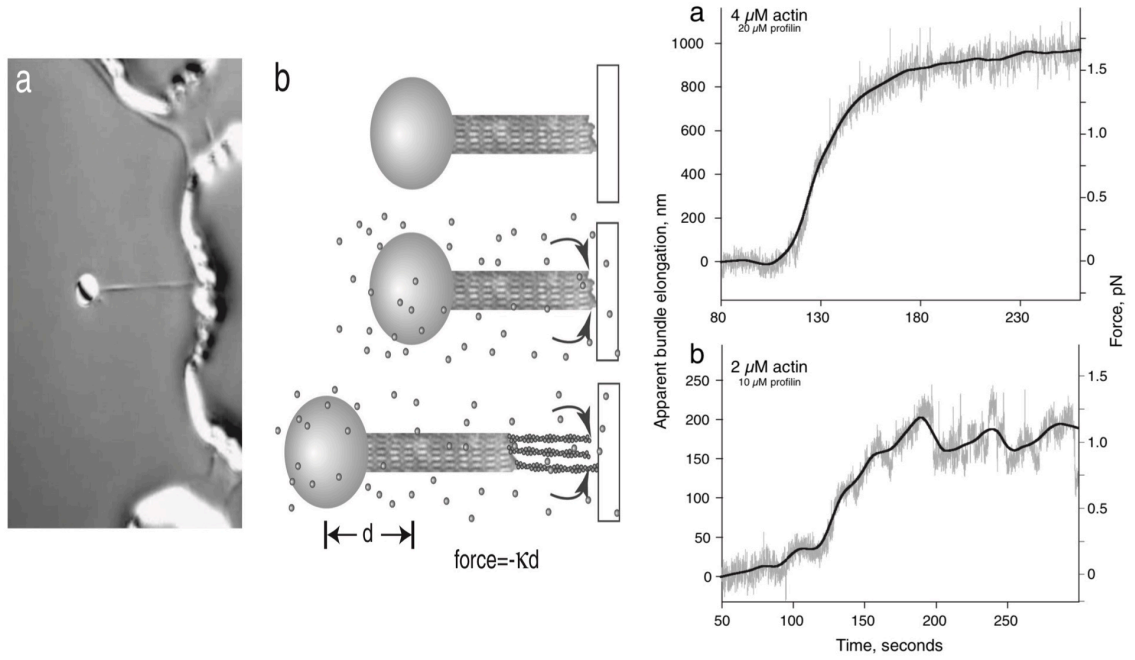 a
b
d
force=-κd
a
4 μM actin
20 μM profilin
1000
800
600
400
200
0
1.5
1.0
0.5
0
80
130
180
230
b
2 μM actin
10 μM profilin
250
200
150
100
50
0
1.5
1.0
0.5
0
50
100
150
200
250
Apparent bundle elongation, nm
Force, pN
Time, seconds